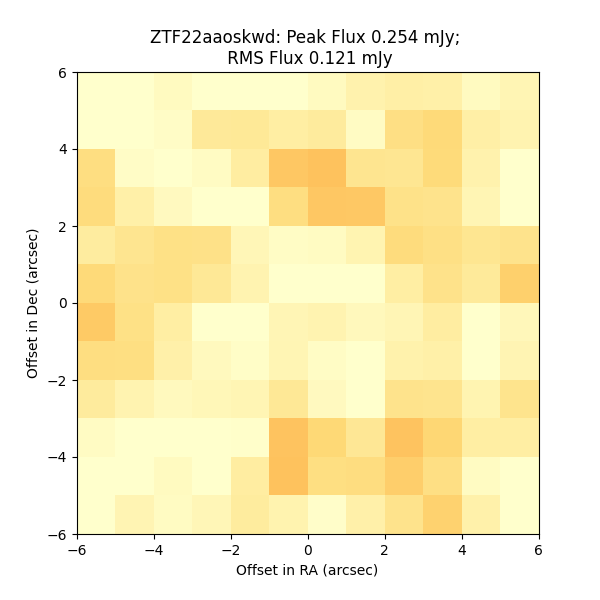 ZTF22aaoskwd: Peak Flux 0.254 mJy;
RMS Flux 0.121 mJy
6
4
2
0
−2
−4
−6
Offset in Dec (arcsec)
−6 −4 −2 0 2 4 6
Offset in RA (arcsec)